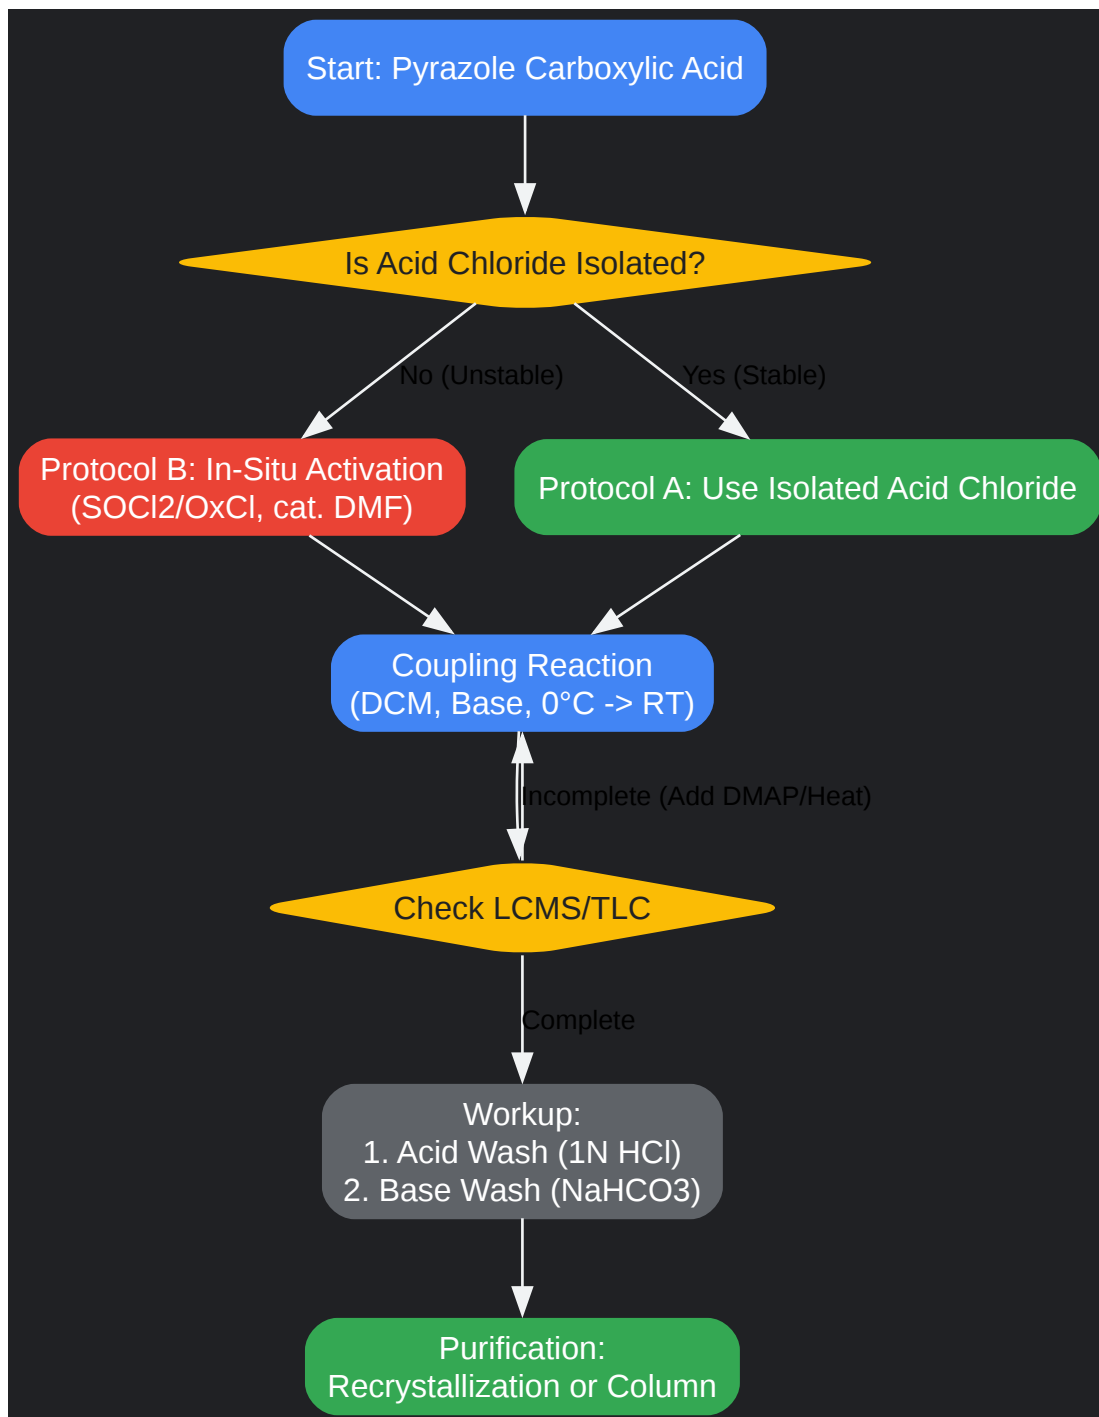 Start: Pyrazole Carboxylic Acid
Is Acid Chloride Isolated?
No (Unstable)
Yes (Stable)
Protocol B: In-Situ Activation
(SOCl2/OxCl, cat. DMF)
Protocol A: Use Isolated Acid Chloride
Coupling Reaction
(DCM, Base, 0°C -> RT)
Incomplete (Add DMAP/Heat)
Check LCMS/TLC
Complete
Workup:
1. Acid Wash (1N HCl)
2. Base Wash (NaHCO3)
Purification:
Recrystallization or Column